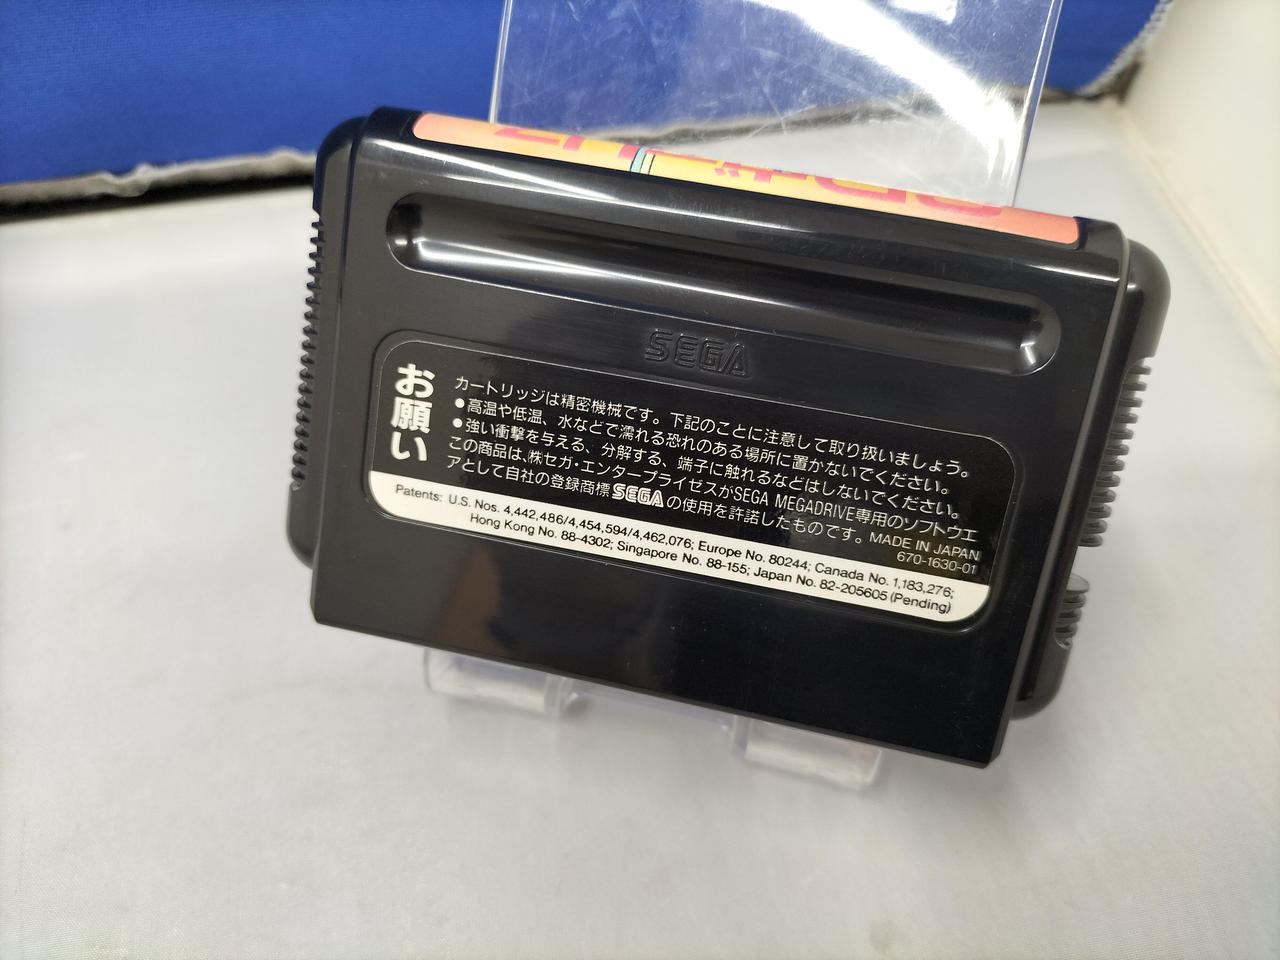 SEGA
お願い
カートリッジは精密機械です。下記のことに注意して取り扱いましょう。
●高温や低温、水などで濡れる恐れのある場所に置かないでください。
●強い衝撃を与える、分解する、端子に触れるなどはしないでください。
この商品は、㈱セガ・エンタープライゼスがSEGA MEGADRIVE専用のソフトウエ
アとして自社の登録商標SEGAの使用を許諾したものです。 MADE IN JAPAN
670-1630-01
Patents: U.S. Nos. 4,442,486/4,454,594/4,462,076; Europe No. 80244; Canada No. 1,183,276;
Hong Kong No. 88-4302; Singapore No. 88-155; Japan No. 82-205605 (Pending)